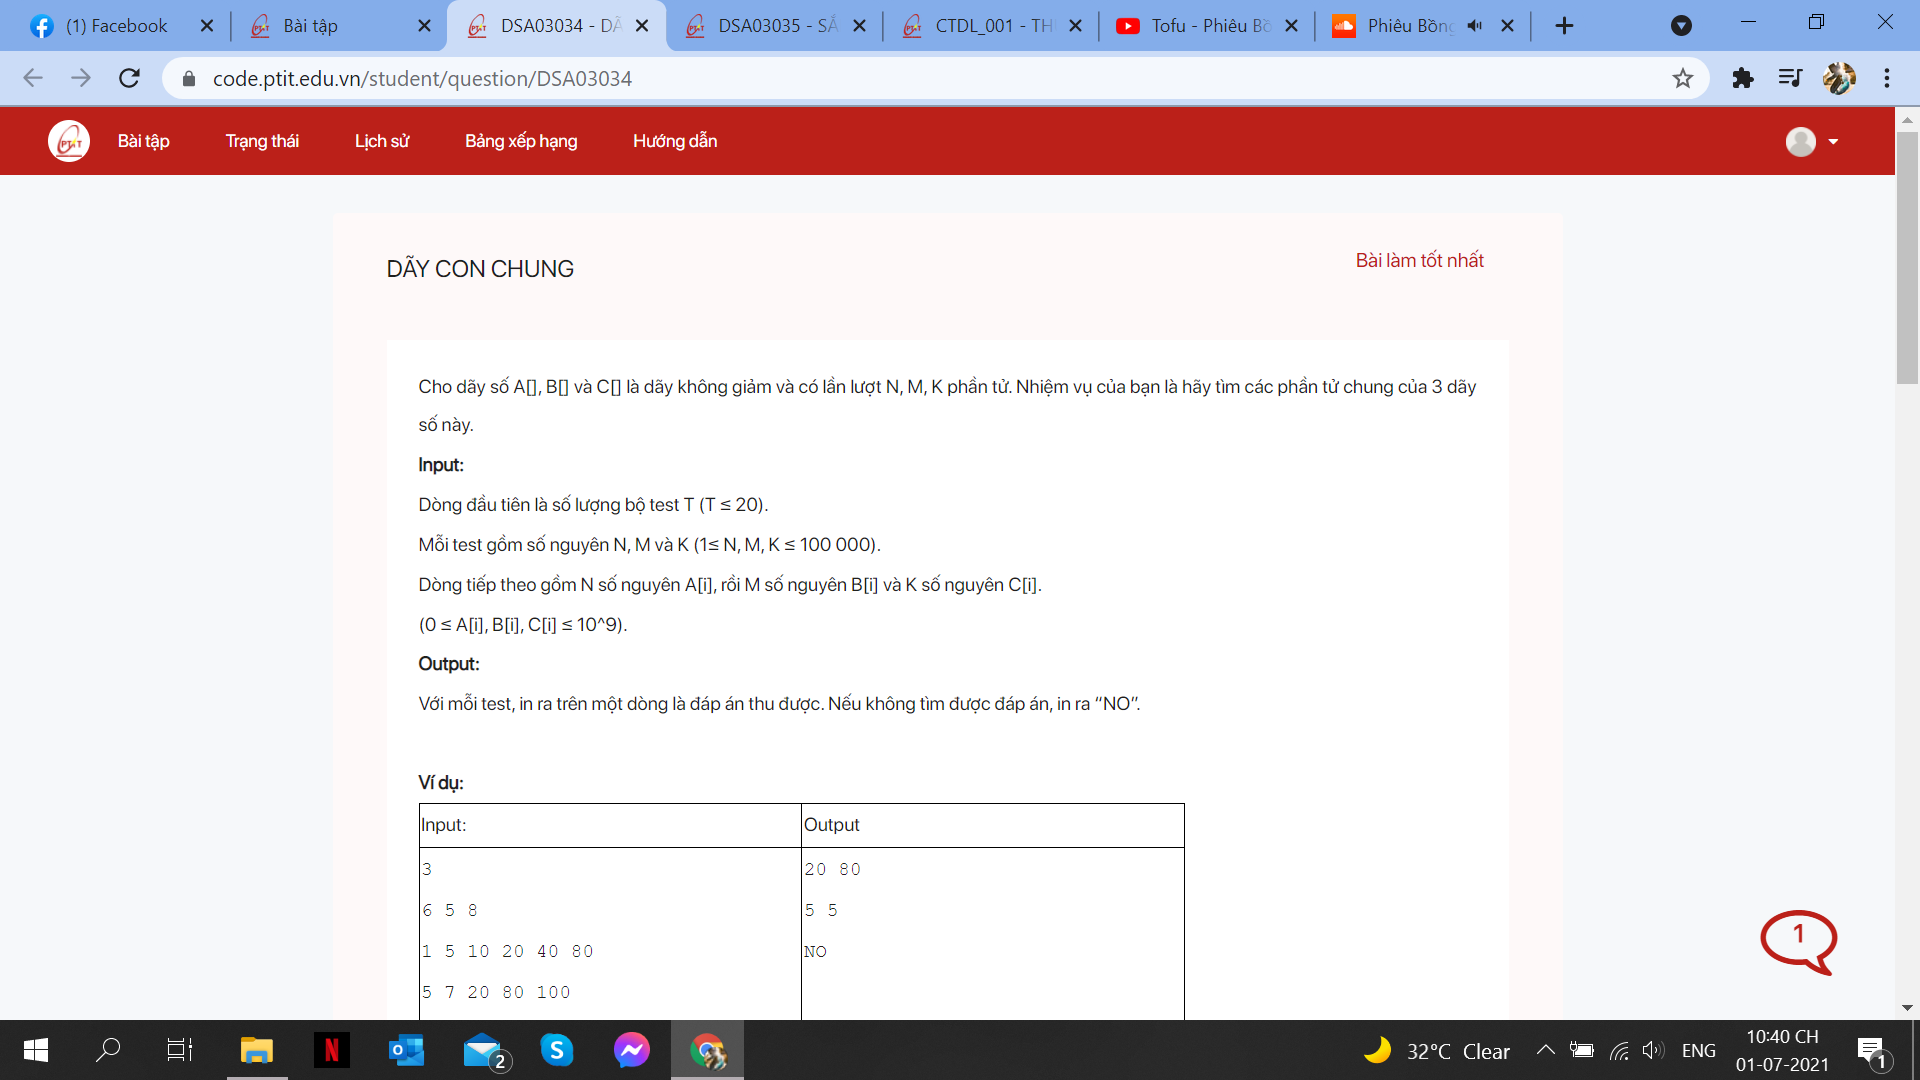 (1) Facebook
Bài tập
DSA03034 - DÃ
DSA03035 - SẮ
CTDL_001 - TH
Tofu - Phiêu Bồ
Phiêu Bồng
code.ptit.edu.vn/student/question/DSA03034
PTIT
Bài tập
Trạng thái
Lịch sử
Bảng xếp hạng
Hướng dẫn
DÃY CON CHUNG
Bài làm tốt nhất
Cho dãy số A[], B[] và C[] là dãy không giảm và có lần lượt N, M, K phần tử. Nhiệm vụ của bạn là hãy tìm các phần tử chung của 3 dãy
số này.
Input:
Dòng đầu tiên là số lượng bộ test T (T ≤ 20).
Mỗi test gồm số nguyên N, M và K (1≤ N, M, K ≤ 100 000).
Dòng tiếp theo gồm N số nguyên A[i], rồi M số nguyên B[i] và K số nguyên C[i].
(0 ≤ A[i], B[i], C[i] ≤ 10^9).
Output:
Với mỗi test, in ra trên một dòng là đáp án thu được. Nếu không tìm được đáp án, in ra “NO”.
Ví dụ:
Input:
Output
3
20 80
6 5 8
5 5
1 5 10 20 40 80
NO
5 7 20 80 100
1
N
2
32°C Clear
ENG
10:40 CH
01-07-2021
1